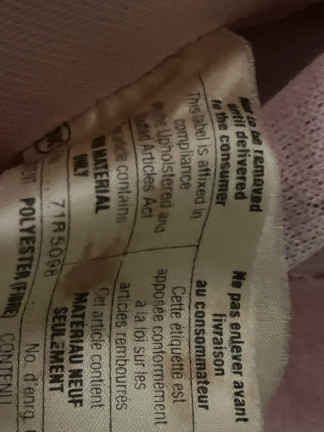 Not to be removed
until delivered
to the consumer
This label is affixed in
compliance
Upholstered and
Articles Act
contains
MATERIAL
ONLY
71R5098
POLYESTER (FIBRE)
CONTENU
Ne pas enlever avant
livraison
au consommateur
Cette étiquette est
apposée conformément
à la loi sur les
articles rembourrés
Cet article contient
MATÉRIAU NEUF
SEULEMENT
No. d'enrg.